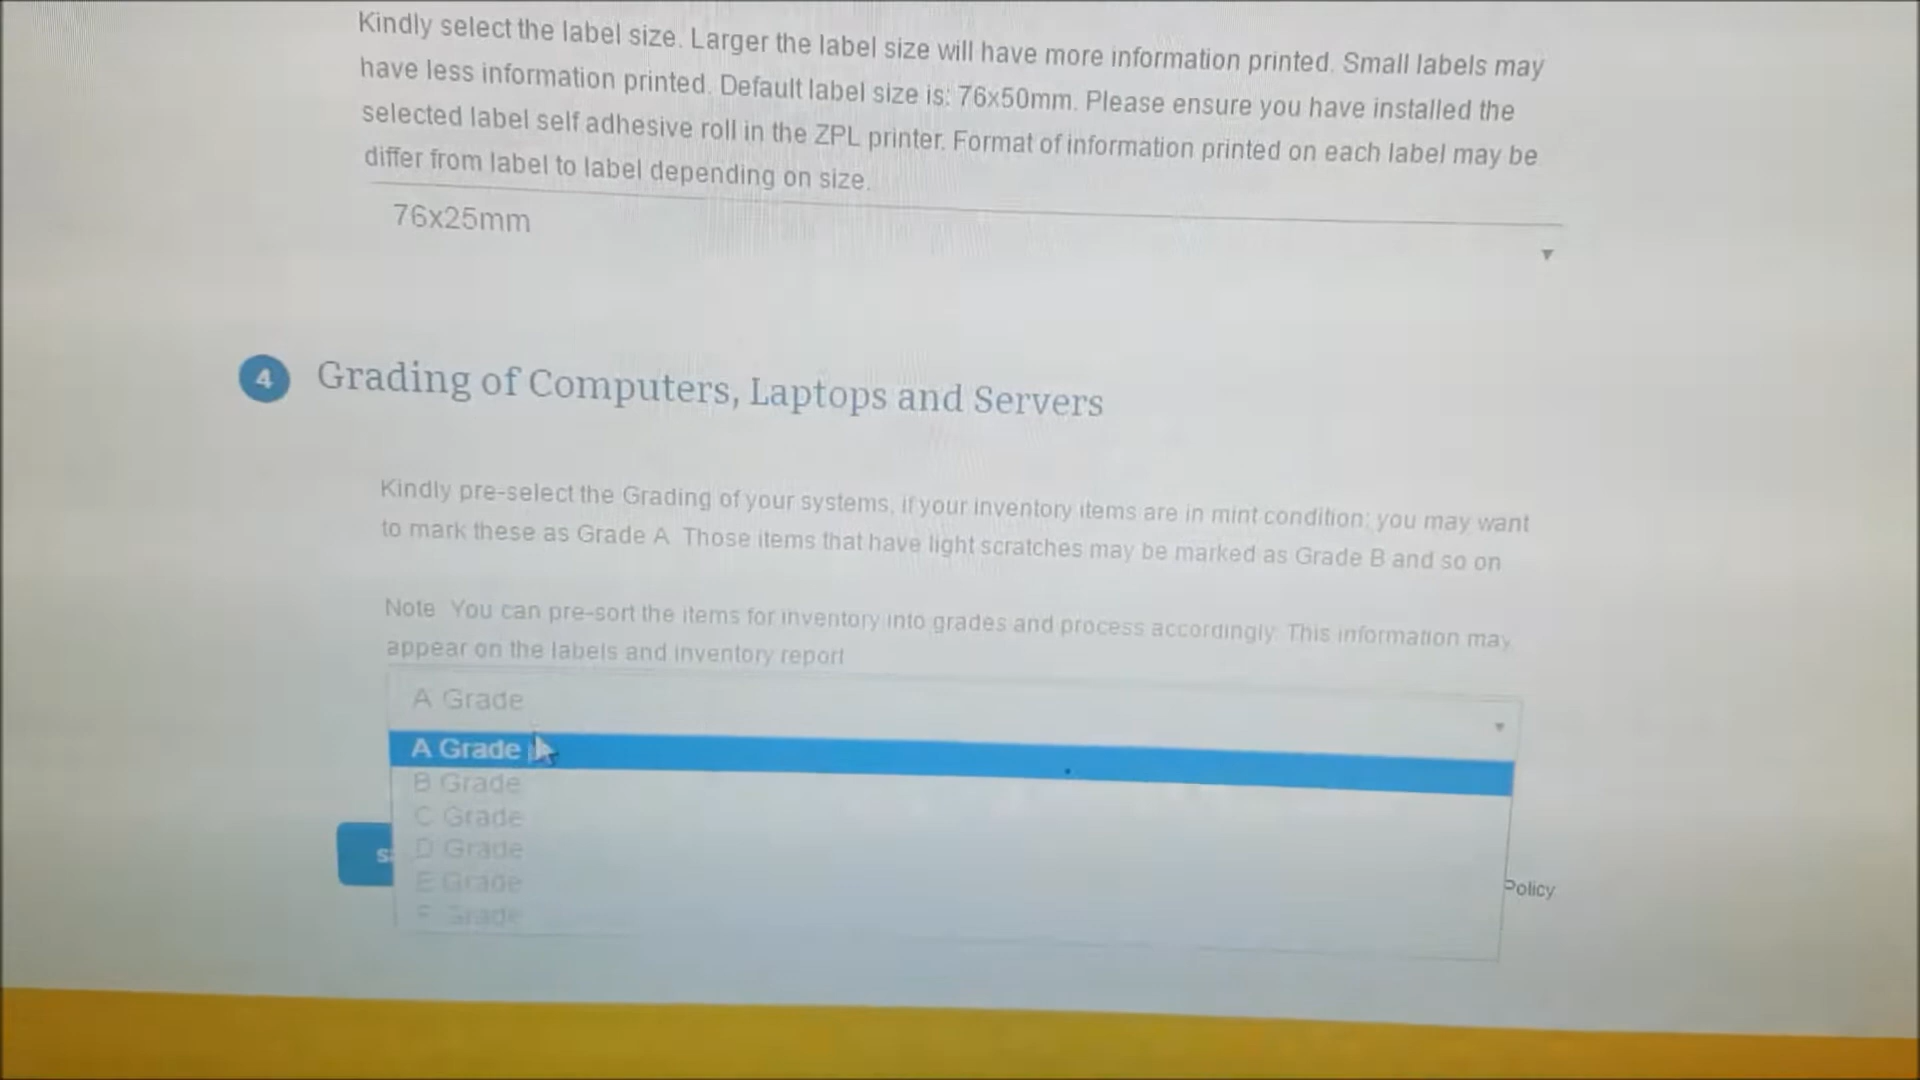 Kindly select the label size. Larger the label size will have more information printed. Small labels may
have less information printed. Default label size is: 76x50mm. Please ensure you have installed the
selected label self adhesive roll in the ZPL printer. Format of information printed on each label may be
differ from label to label depending on size.
76x25mm
4 Grading of Computers, Laptops and Servers
Kindly pre-select the Grading of your systems, if your inventory items are in mint condition; you may want
to mark these as Grade A. Those items that have light scratches may be marked as Grade B and so on
Note. You can pre-sort the items for inventory into grades and process accordingly. This information may
appear on the labels and inventory report
A Grade
A Grade
B Grade
C Grade
D Grade
E Grade
F Grade
Policy